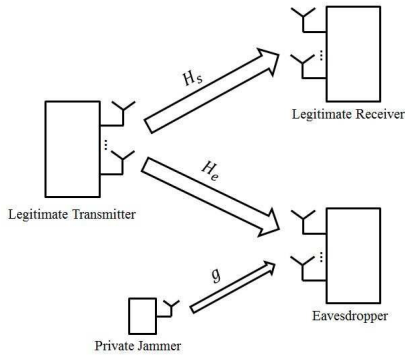 H_s
Legitimate Receiver
Legitimate Transmitter
H_e
g
Eavesdropper
Private Jammer